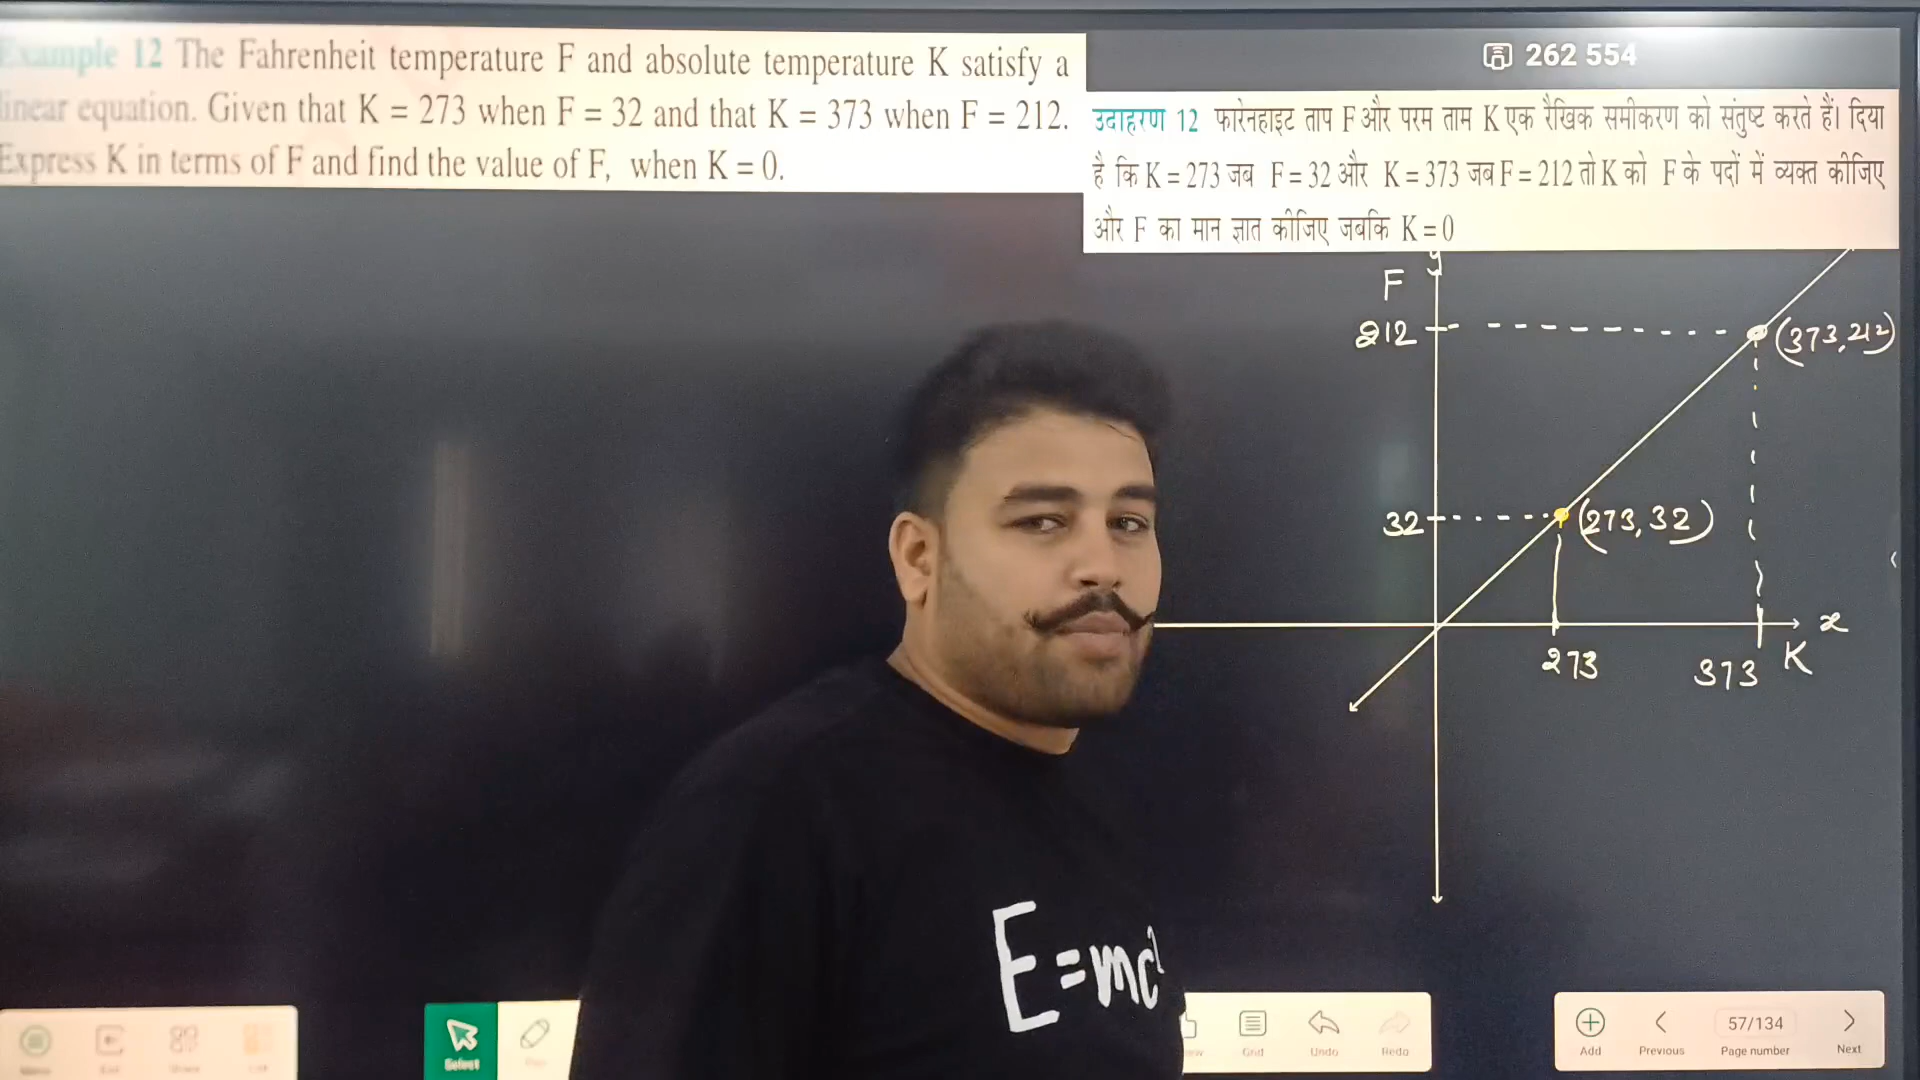 Example 12 The Fahrenheit temperature F and absolute temperature K satisfy a
linear equation. Given that K = 273 when F = 32 and that K = 373 when F = 212.
Express K in terms of F and find the value of F, when K = 0.
262 554
उदाहरण 12 फारेनहाइट ताप F और परम ताम K एक रैखिक समीकरण को संतुष्ट करते हैं। दिया
है कि K = 273 जब F = 32 और K = 373 जब F = 212 तो K को F के पदों में व्यक्त कीजिए
और F का मान ज्ञात कीजिए जबकि K = 0
y
F
212
(373,212)
32
(273,32)
x
273
373
K
E=mc²
Select
Grid
Undo
Redo
Add
Previous
57/134
Page number
Next